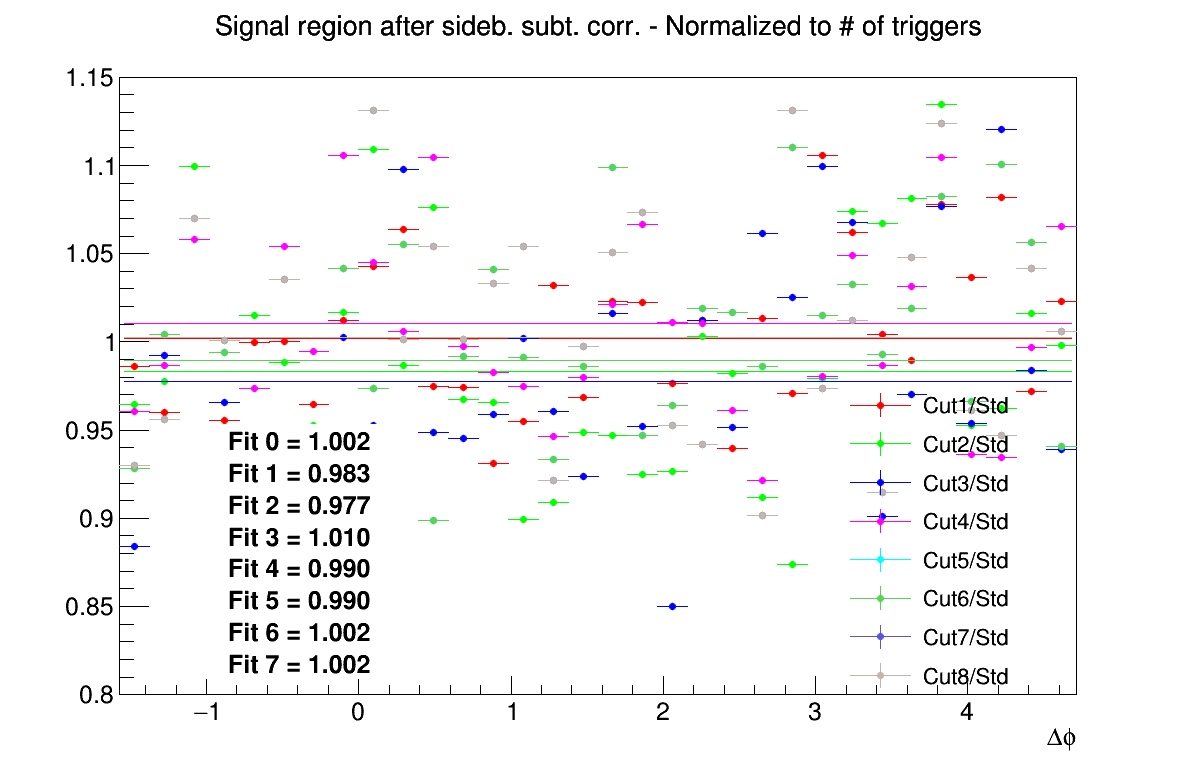 Signal region after sideb. subt. corr. - Normalized to # of triggers
1.15
1.1
1.05
1
0.95
0.9
0.85
0.8
Fit 0 = 1.002
Fit 1 = 0.983
Fit 2 = 0.977
Fit 3 = 1.010
Fit 4 = 0.990
Fit 5 = 0.990
Fit 6 = 1.002
Fit 7 = 1.002
Cut1/Std
Cut2/Std
Cut3/Std
Cut4/Std
Cut5/Std
Cut6/Std
Cut7/Std
Cut8/Std
−1 0 1 2 3 4
Δϕ